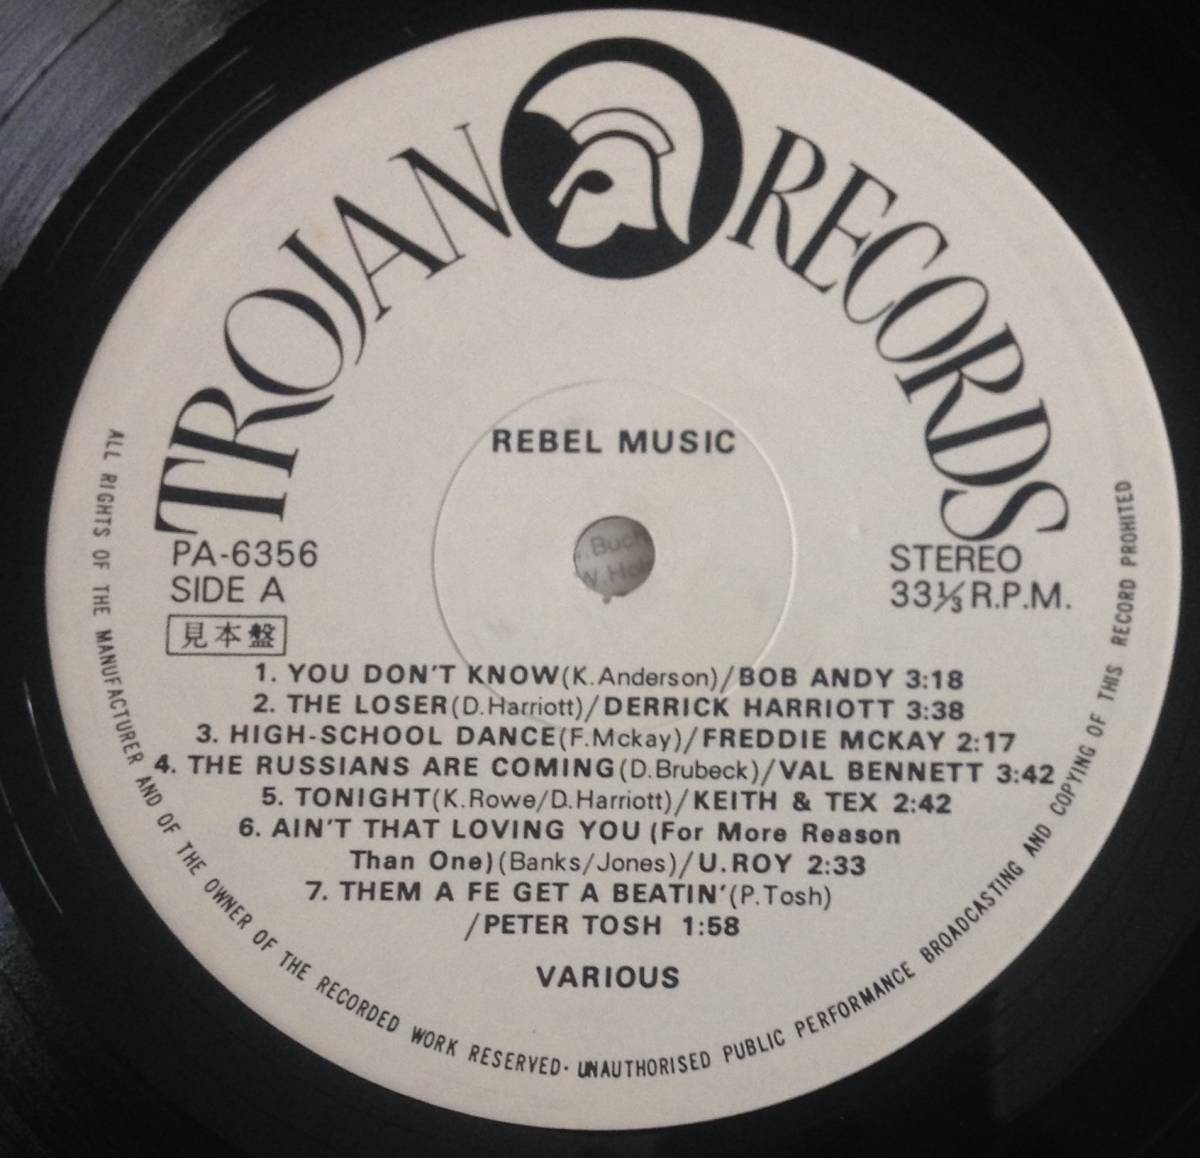 TROJAN RECORDS
REBEL MUSIC
PA-6356
SIDE A
見本盤
STEREO
33⅓ R.P.M.
1. YOU DON'T KNOW(K.Anderson)/BOB ANDY 3:18
2. THE LOSER(D.Harriott)/DERRICK HARRIOTT 3:38
3. HIGH-SCHOOL DANCE(F.Mckay)/FREDDIE MCKAY 2:17
4. THE RUSSIANS ARE COMING(D.Brubeck)/VAL BENNETT 3:42
5. TONIGHT(K.Rowe/D.Harriott)/KEITH & TEX 2:42
6. AIN'T THAT LOVING YOU (For More Reason
Than One)(Banks/Jones)/U.ROY 2:33
7. THEM A FE GET A BEATIN'(P.Tosh)
/PETER TOSH 1:58
VARIOUS
ALL RIGHTS OF THE MANUFACTURER AND OF THE OWNER OF THE RECORDED WORK RESERVED· UNAUTHORISED PUBLIC PERFORMANCE BROADCASTING AND COPYING OF THIS RECORD PROHITED